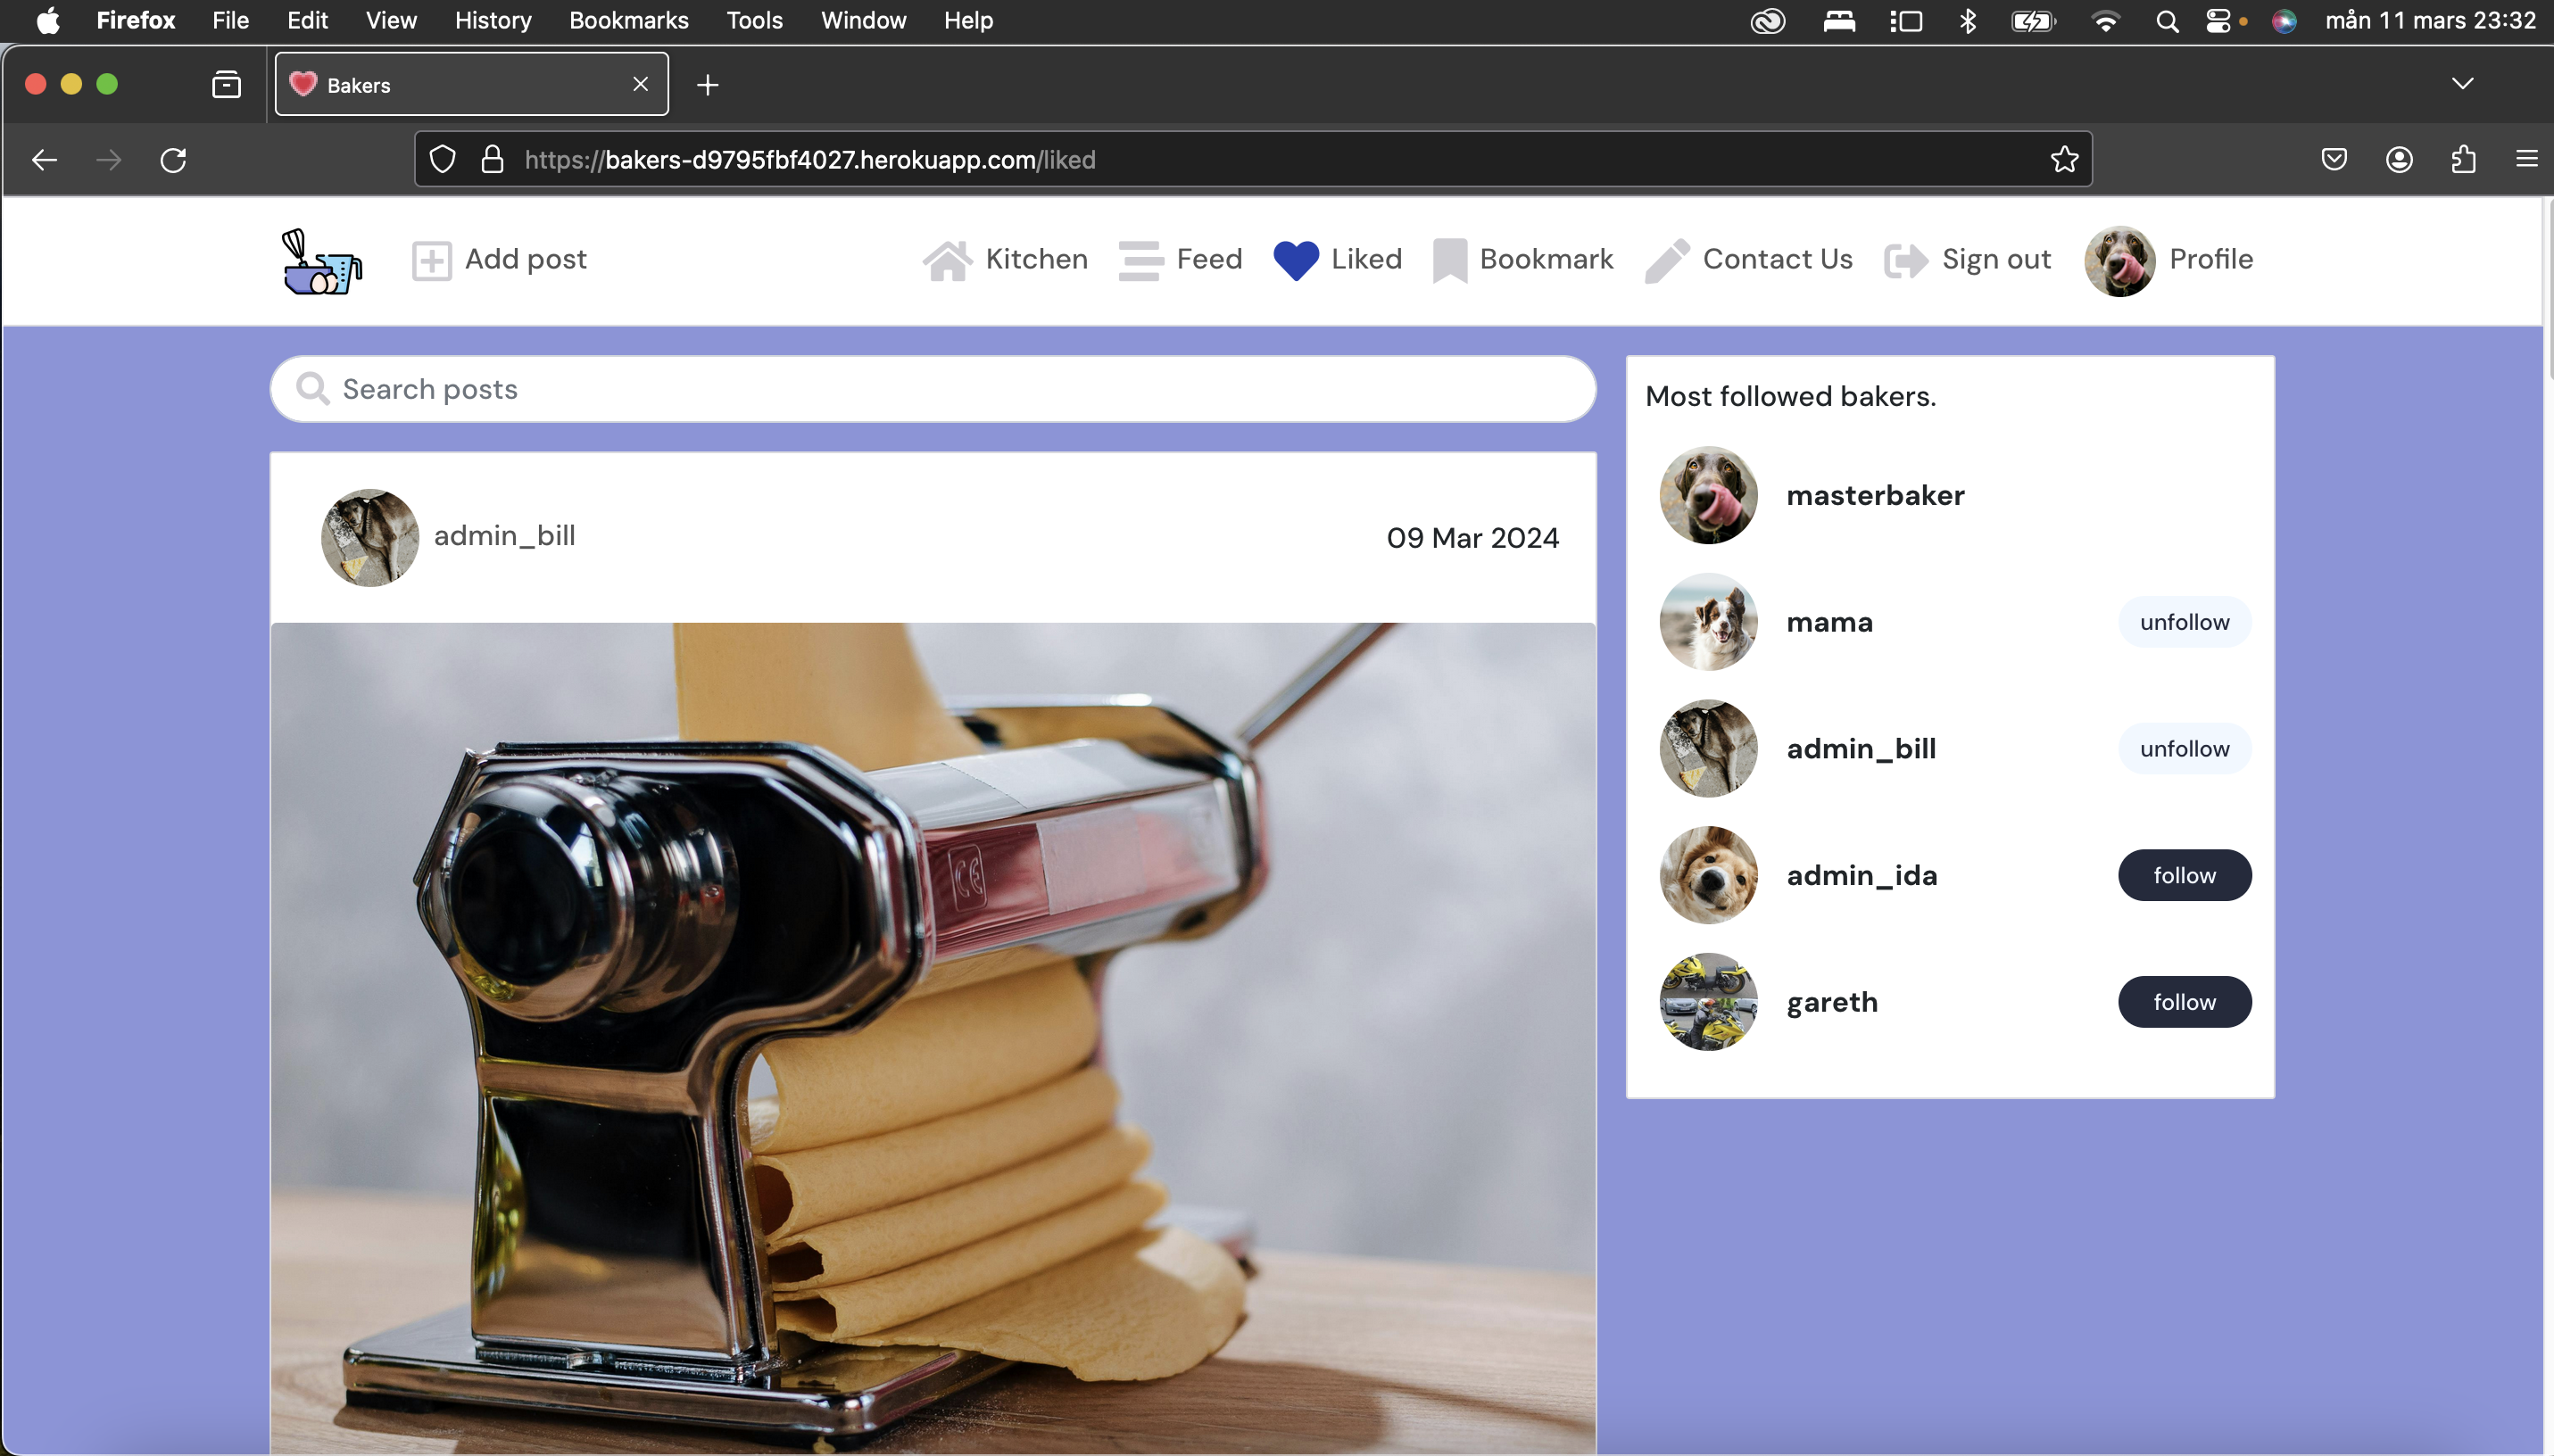 Firefox File Edit View History Bookmarks Tools Window Help mån 11 mars 23:32
Bakers
https://bakers-d9795fbf4027.herokuapp.com/liked
Add post Kitchen Feed Liked Bookmark Contact Us Sign out Profile
Search posts
admin_bill 09 Mar 2024
CE
Most followed bakers.
masterbaker
mama unfollow
admin_bill unfollow
admin_ida follow
gareth follow